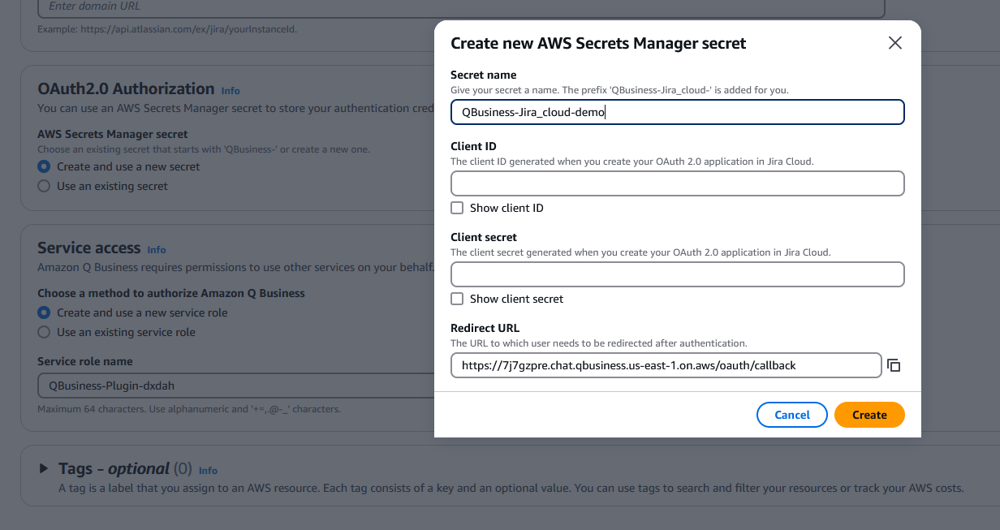 Enter domain URL
Example: https://api.atlassian.com/ex/jira/yourInstanceId.
OAuth2.0 Authorization Info
You can use an AWS Secrets Manager secret to store your authentication cred
AWS Secrets Manager secret
Choose an existing secret that starts with 'QBusiness-' or create a new one.
Create and use a new secret
Use an existing secret
Service access Info
Amazon Q Business requires permissions to use other services on your behalf.
Choose a method to authorize Amazon Q Business
Create and use a new service role
Use an existing service role
Service role name
QBusiness-Plugin-dxdah
Maximum 64 characters. Use alphanumeric and '+=,.@-_' characters.
Tags - optional (0) Info
A tag is a label that you assign to an AWS resource. Each tag consists of a key and an optional value. You can use tags to search and filter your resources or track your AWS costs.
Create new AWS Secrets Manager secret
Secret name
Give your secret a name. The prefix 'QBusiness-Jira_cloud-' is added for you.
QBusiness-Jira_cloud-demo
Client ID
The client ID generated when you create your OAuth 2.0 application in Jira Cloud.
Show client ID
Client secret
The client secret generated when you create your OAuth 2.0 application in Jira Cloud.
Show client secret
Redirect URL
The URL to which user needs to be redirected after authentication.
https://7j7gzpre.chat.qbusiness.us-east-1.on.aws/oauth/callback
Cancel
Create